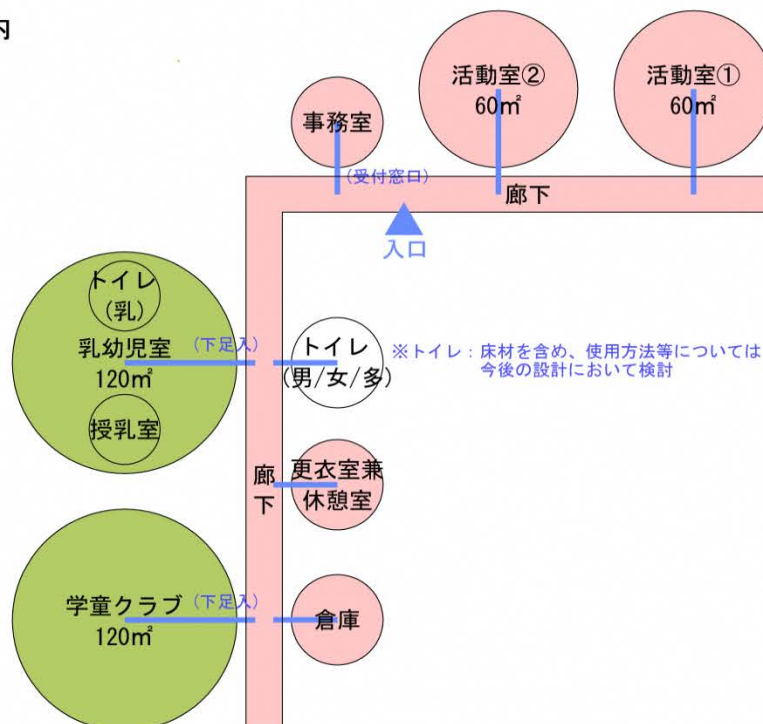 内
活動室②
60㎡
活動室①
60㎡
事務室
(受付窓口)
廊下
入口
トイレ
(乳)
乳幼児室
120㎡
授乳室
(下足入)
トイレ
(男/女/多)
※トイレ：床材を含め、使用方法等については
今後の設計において検討
廊
下
更衣室兼
休憩室
学童クラブ
120㎡
(下足入)
倉庫